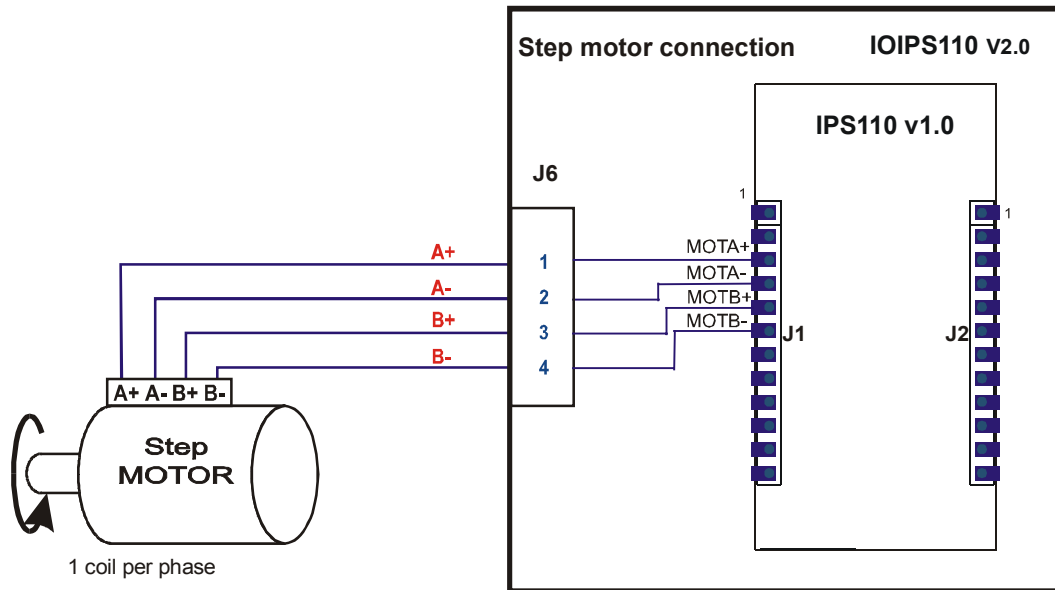 Step motor connection
IOIPS110 V2.0
IPS110 v1.0
J6
1
1
A+
1
MOTA+
A-
2
MOTA-
B+
3
MOTB+
B-
4
MOTB-
J1
J2
A+ A- B+ B-
Step
MOTOR
1 coil per phase